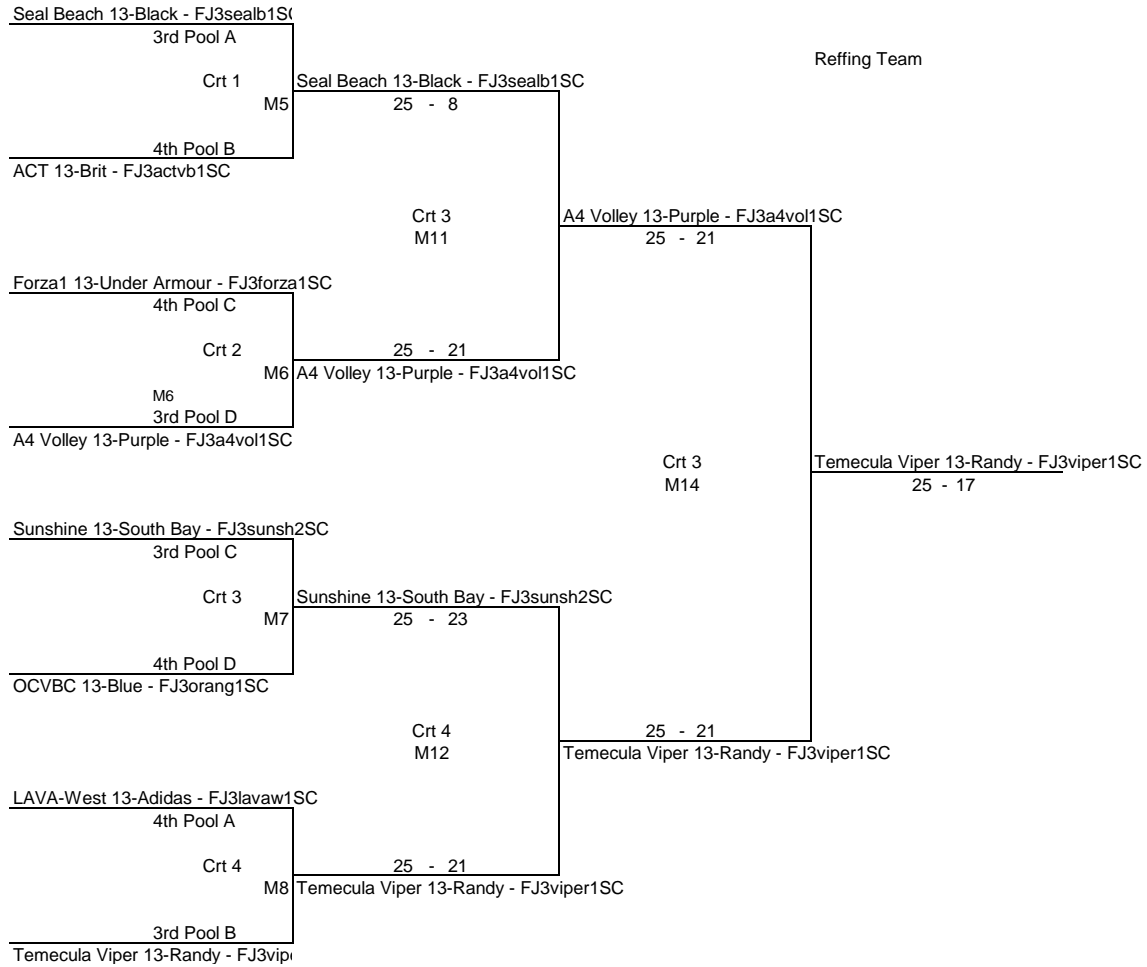 Seal Beach 13-Black - FJ3sealb1S
3rd Pool A
Reffing Team
Crt 1
Seal Beach 13-Black - FJ3sealb1SC
M5
25 - 8
4th Pool B
ACT 13-Brit - FJ3actvb1SC
Crt 3
A4 Volley 13-Purple - FJ3a4vol1SC
M11
25 - 21
Forza1 13-Under Armour - FJ3forza1SC
4th Pool C
Crt 2
25 - 21
M6
A4 Volley 13-Purple - FJ3a4vol1SC
M6
3rd Pool D
A4 Volley 13-Purple - FJ3a4vol1SC
Crt 3
Temecula Viper 13-Randy - FJ3viper1SC
M14
25 - 17
Sunshine 13-South Bay - FJ3sunsh2SC
3rd Pool C
Crt 3
Sunshine 13-South Bay - FJ3sunsh2SC
M7
25 - 23
4th Pool D
OCVBC 13-Blue - FJ3orang1SC
Crt 4
25 - 21
M12
Temecula Viper 13-Randy - FJ3viper1SC
LAVA-West 13-Adidas - FJ3lavaw1SC
4th Pool A
Crt 4
25 - 21
M8
Temecula Viper 13-Randy - FJ3viper1SC
3rd Pool B
Temecula Viper 13-Randy - FJ3vip